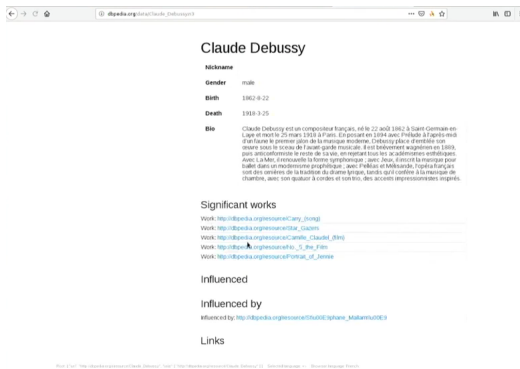 dbpedia.org/data/Claude_Debussy
Claude Debussy
Nickname
Gender male
Birth 1862-8-22
Death 1918-3-25
Bio Claude Debussy est un compositeur français, né le 22 août 1862 à Saint-Germain-en-
Laye et mort le 25 mars 1918 à Paris. En posant en 1894 avec Prélude à l'après-midi
d'un faune le premier jalon de la musique moderne, Debussy place d'emblée son
œuvre sous le sceau de l'avant-garde musicale. Il est brièvement wagnérien en 1889,
puis anticonformiste le reste de sa vie, en rejetant tous les académismes esthétiques.
Avec La Mer, il renouvelle la forme symphonique ; avec Jeux, il inscrit la musique pour
ballet dans un modernisme prophétique ; avec Pelléas et Mélisande, l'opéra français
sort des ornières de la tradition du drame lyrique, tandis qu'il confère à la musique de
chambre, avec son quatuor à cordes et son trio, des accents impressionnistes inspirés.
Significant works
Work: http://dbpedia.org/resource/Cany_(song)
Work: http://dbpedia.org/resource/Star_Gazers
Work: http://dbpedia.org/resource/Camille_Claudel_(film)
Work: http://dbpedia.org/resource/No._5_the_Film
Work: http://dbpedia.org/resource/Portrait_of_Jennie
Influenced
Influenced by
Influenced by: http://dbpedia.org/resource/St\u00E9phane_Mallarm\u00E9
Links